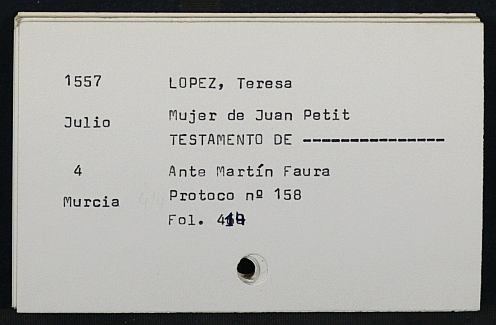 1557 LOPEZ, Teresa
Julio Mujer de Juan Petit
TESTAMENTO DE ---------------
4 Ante Martín Faura
Murcia Protoco nº 158
Fol.